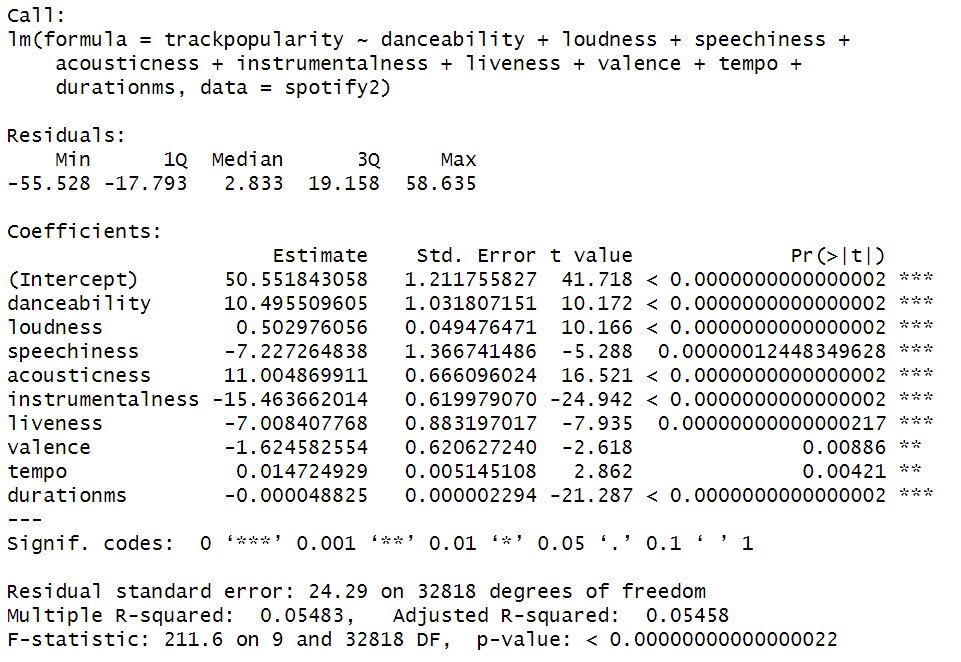 Call:
lm(formula = trackpopularity ~ danceability + loudness + speechiness +
    acousticness + instrumentalness + liveness + valence + tempo +
    durationms, data = spotify2)

Residuals:
    Min      1Q  Median      3Q     Max
-55.528 -17.793   2.833  19.158  58.635

Coefficients:
                      Estimate    Std. Error t value             Pr(>|t|)
(Intercept)       50.551843058   1.211755827  41.718 < 0.0000000000000002 ***
danceability      10.495509605   1.031807151  10.172 < 0.0000000000000002 ***
loudness           0.502976056   0.049476471  10.166 < 0.0000000000000002 ***
speechiness       -7.227264838   1.366741486  -5.288  0.00000012448349628 ***
acousticness      11.004869911   0.666096024  16.521 < 0.0000000000000002 ***
instrumentalness -15.463662014   0.619979070 -24.942 < 0.0000000000000002 ***
liveness          -7.008407768   0.883197017  -7.935  0.00000000000000217 ***
valence           -1.624582554   0.620627240  -2.618              0.00886 **
tempo              0.014724929   0.005145108   2.862              0.00421 **
durationms        -0.000048825   0.000002294 -21.287 < 0.0000000000000002 ***
---
Signif. codes:  0 ‘***’ 0.001 ‘**’ 0.01 ‘*’ 0.05 ‘.’ 0.1 ‘ ’ 1

Residual standard error: 24.29 on 32818 degrees of freedom
Multiple R-squared:  0.05483,   Adjusted R-squared:  0.05458
F-statistic: 211.6 on 9 and 32818 DF,  p-value: < 0.00000000000000022